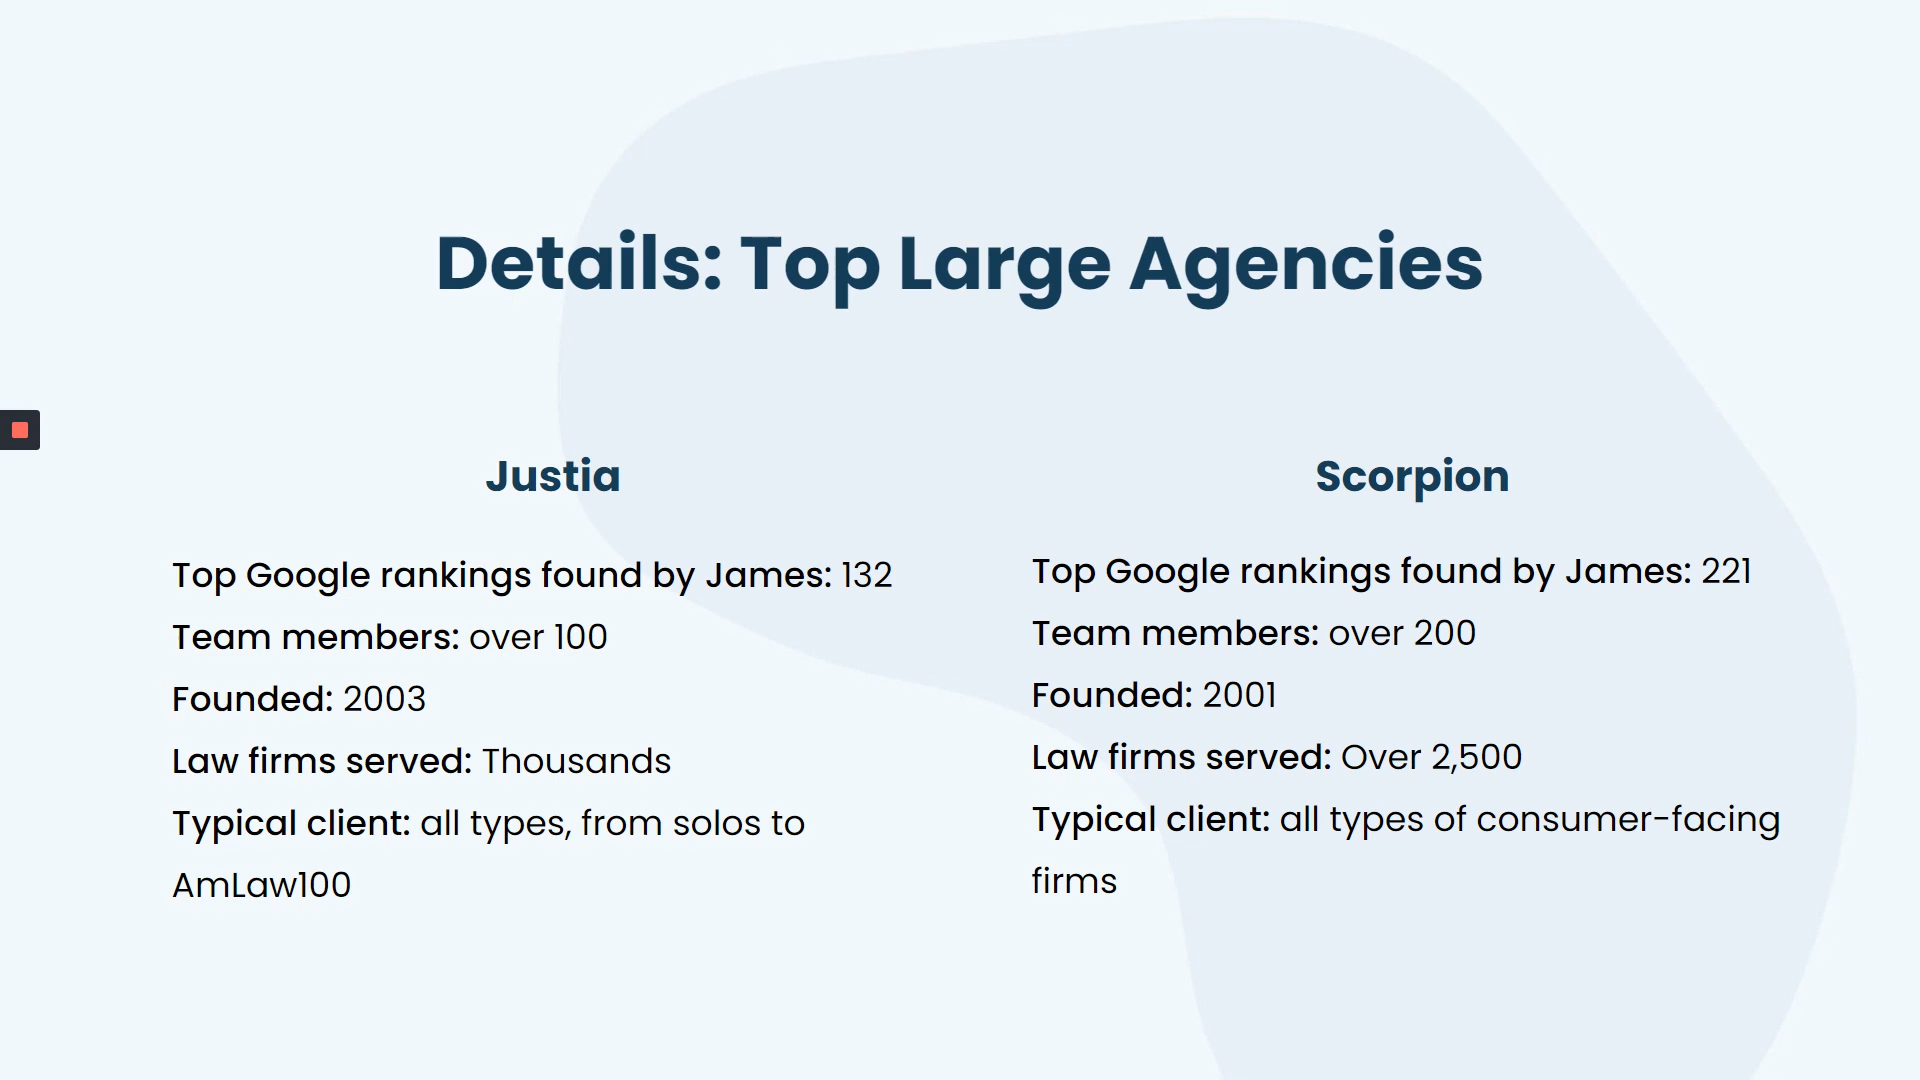 Details: Top Large Agencies
Justia
Top Google rankings found by James: 132
Team members: over 100
Founded: 2003
Law firms served: Thousands
Typical client: all types, from solos to
AmLaw100
Scorpion
Top Google rankings found by James: 221
Team members: over 200
Founded: 2001
Law firms served: Over 2,500
Typical client: all types of consumer-facing
firms